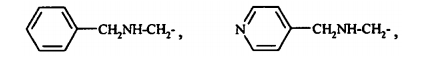 -CH₂NH-CH₂- , N -CH₂NH-CH₂- ,